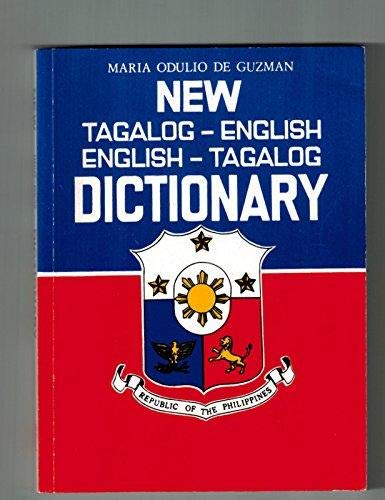 MARIA ODULIO DE GUZMAN
NEW
TAGALOG – ENGLISH
ENGLISH – TAGALOG
DICTIONARY
REPUBLIC OF THE PHILIPPINES